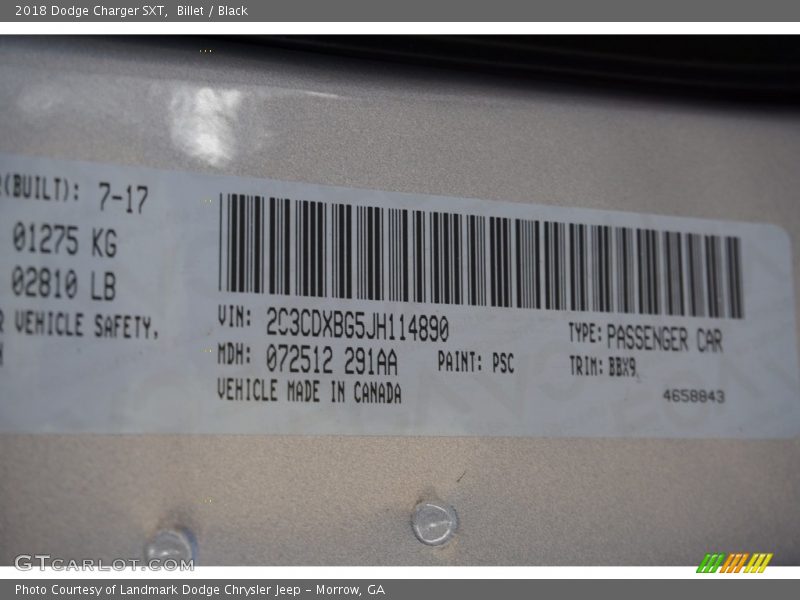 2018 Dodge Charger SXT, Billet / Black
(BUILT): 7-17
01275 KG
02810 LB
VEHICLE SAFETY,
VIN: 2C3CDXBG5JH114890
TYPE: PASSENGER CAR
MDH: 072512 291AA
PAINT: PSC
TRIM: BBX9
VEHICLE MADE IN CANADA
4658843
GTCARLOT.COM
Photo Courtesy of Landmark Dodge Chrysler Jeep - Morrow, GA